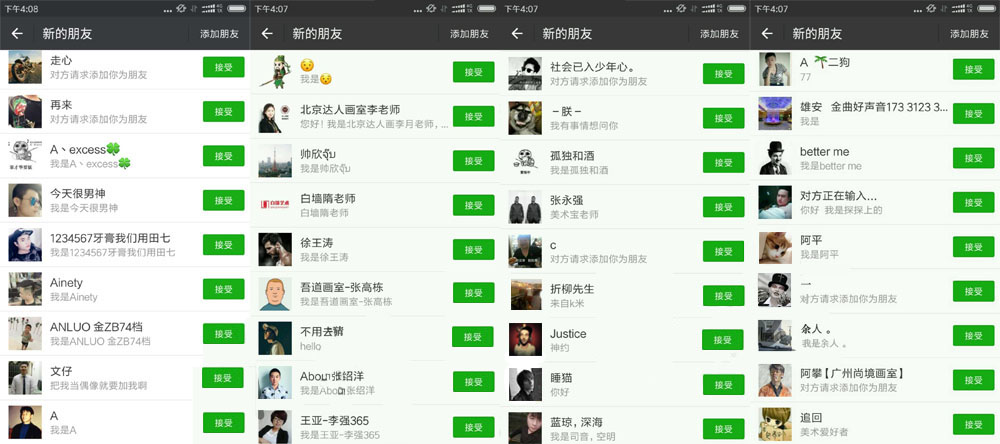 下午4:08
新的朋友
添加朋友
走心
对方请求添加你为朋友
接受
再来
对方请求添加你为朋友
接受
A丶excess🍀
我是A丶excess🍀
接受
今天很男神
我是今天很男神
接受
1234567牙膏我们用田七
我是1234567牙膏我们用田七
接受
Ainety
我是Ainety
接受
ANLUO 金ZB74档
我是ANLUO 金ZB74档
接受
文仔
把我当偶像就要加我啊
接受
A
我是A
接受
下午4:07
新的朋友
添加朋友
😚
我是😚
接受
北京达人画室李老师
您好!我是北京达人画室李月老师, ...
接受
帅欣
我是帅欣
接受
白墙隋老师
白墙隋老师
接受
徐王涛
我是徐王涛
接受
吾道画室-张高栋
我是吾道画室-张高栋
接受
不用去
hello
接受
张绍洋
张绍洋
接受
王亚-李强365
我是王亚-李强365
接受
下午4:07
新的朋友
添加朋友
社会已入少年心。
对方请求添加你为朋友
接受
–朕–
我有事情想问你
接受
孤独和酒
我是孤独和酒
接受
张永强
美术宝老师
接受
c
对方请求添加你为朋友
接受
折柳先生
来自k米
接受
Justice
神约
接受
睡猫
你好
接受
蓝琼,深海
我是司音,空明
接受
下午4:07
新的朋友
添加朋友
A 🌴二狗
77
接受
雄安 金曲好声音173 3123 3...
我是
接受
better me
我是better me
接受
对方正在输入...
你好 我是探探上的
接受
阿平
我是阿平
接受
一
对方请求添加你为朋友
接受
余人 。
我是余人 。
接受
阿攀【广州尚境画室】
对方请求添加你为朋友
接受
追回
美术爱好者
接受